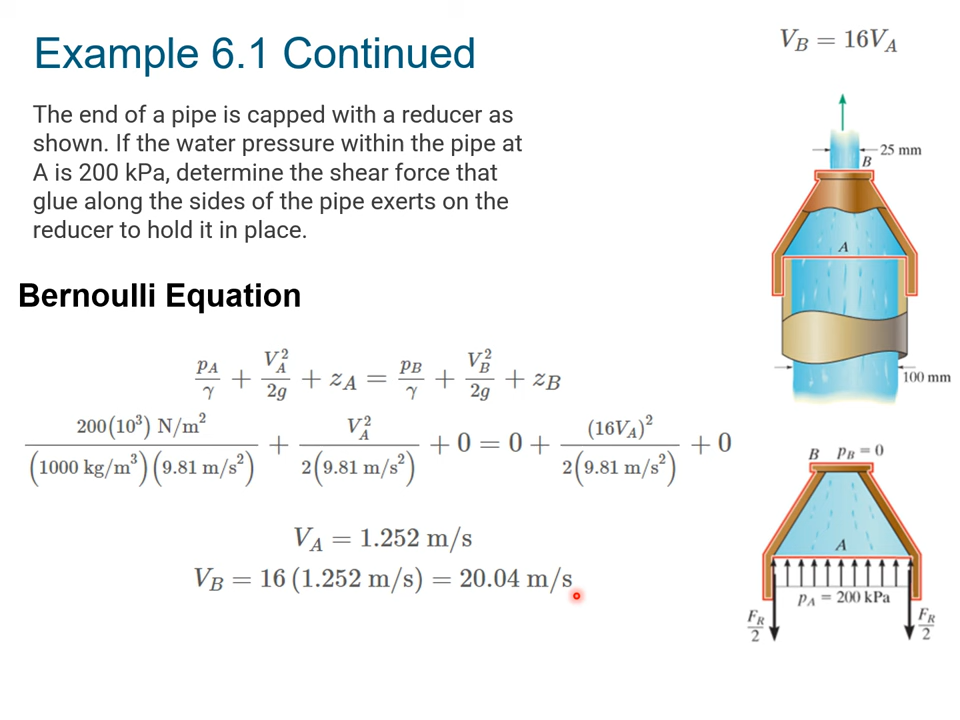 Example 6.1 Continued
V_B = 16V_A
The end of a pipe is capped with a reducer as
shown. If the water pressure within the pipe at
A is 200 kPa, determine the shear force that
glue along the sides of the pipe exerts on the
reducer to hold it in place.
25 mm
B
A
100 mm
Bernoulli Equation
p_A/γ + V_A²/2g + z_A = p_B/γ + V_B²/2g + z_B
200(10³) N/m²/(1000 kg/m³)(9.81 m/s²) + V_A²/2(9.81 m/s²) + 0 = 0 + (16V_A)²/2(9.81 m/s²) + 0
V_A = 1.252 m/s
V_B = 16 (1.252 m/s) = 20.04 m/s
B p_B = 0
A
p_A = 200 kPa
F_R/2
F_R/2